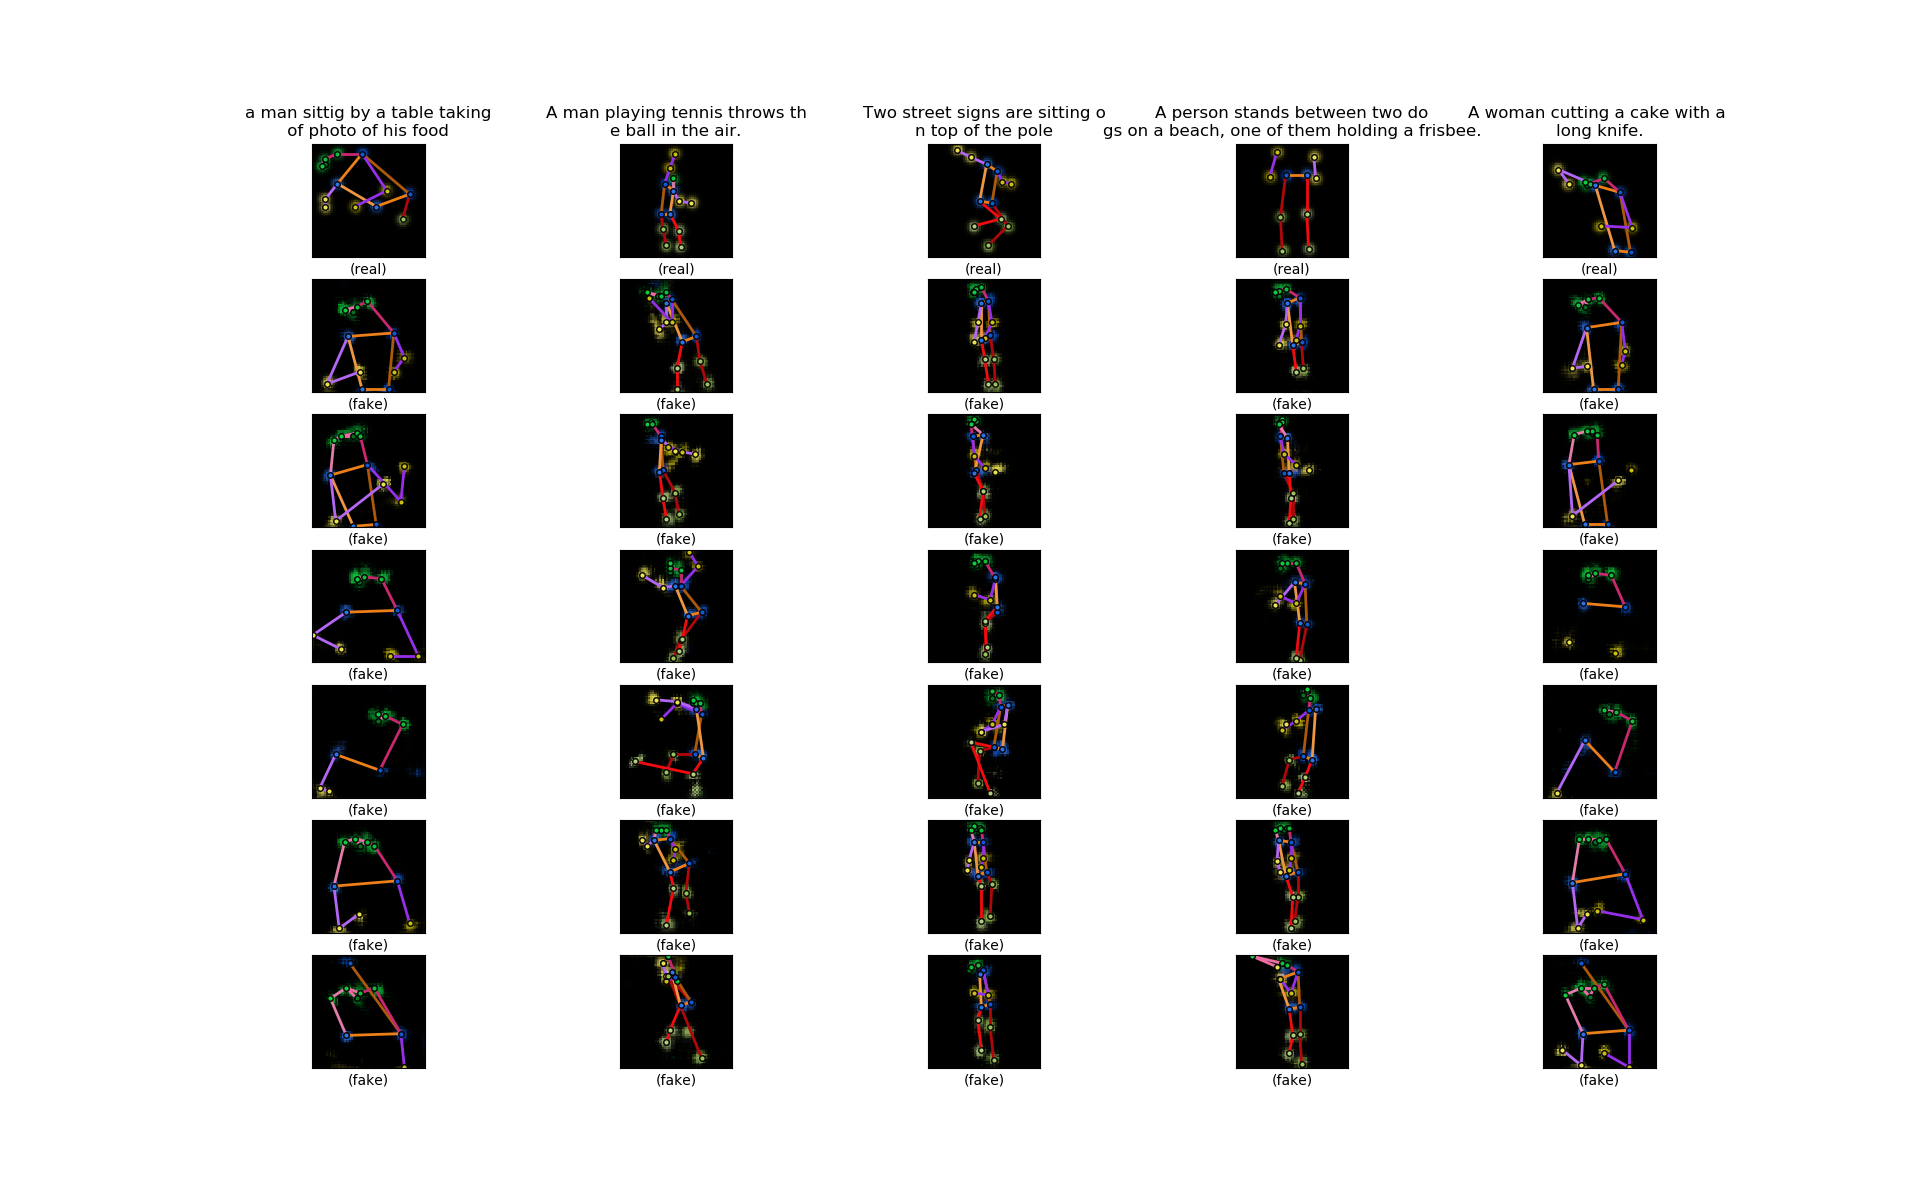 a man sittig by a table taking
of photo of his food
A man playing tennis throws th
e ball in the air.
Two street signs are sitting o
n top of the pole
A person stands between two do
gs on a beach, one of them holding a frisbee.
A woman cutting a cake with a
long knife.
(real) (real) (real) (real) (real)
(fake) (fake) (fake) (fake) (fake)
(fake) (fake) (fake) (fake) (fake)
(fake) (fake) (fake) (fake) (fake)
(fake) (fake) (fake) (fake) (fake)
(fake) (fake) (fake) (fake) (fake)
(fake) (fake) (fake) (fake) (fake)